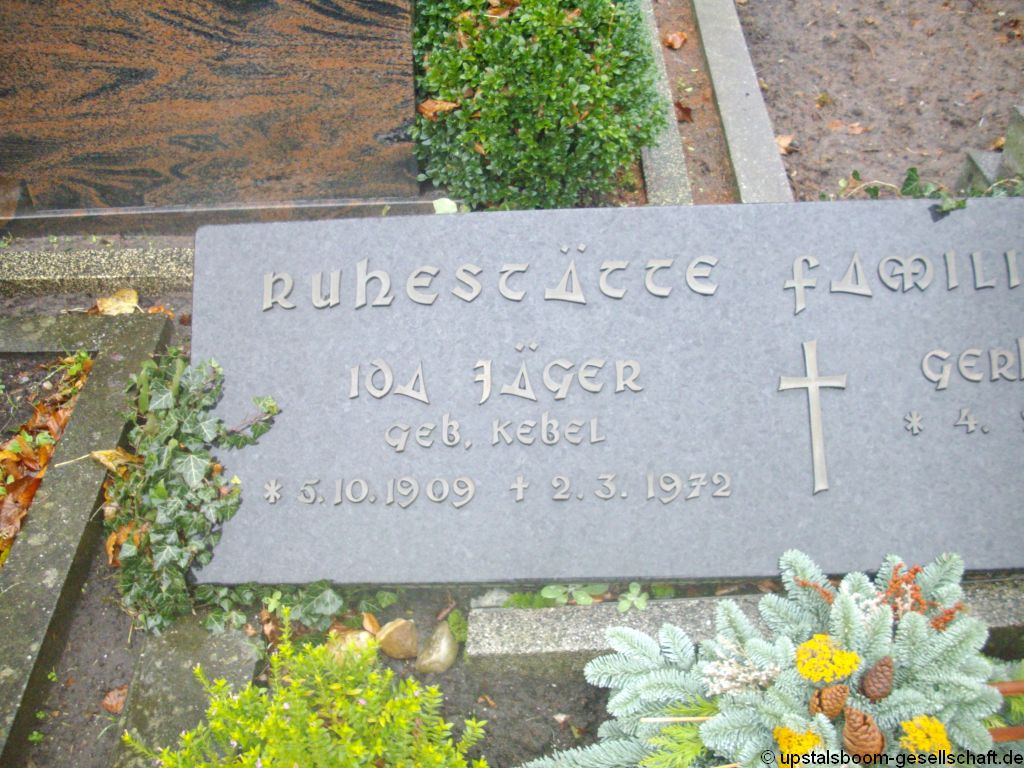 RUHESTÄTTE FAMILI
IDA JÄGER
GEB. KEBEL
* 5.10.1909 † 2.3.1972
GER
* 4.
© upstalsboom-gesellschaft.de